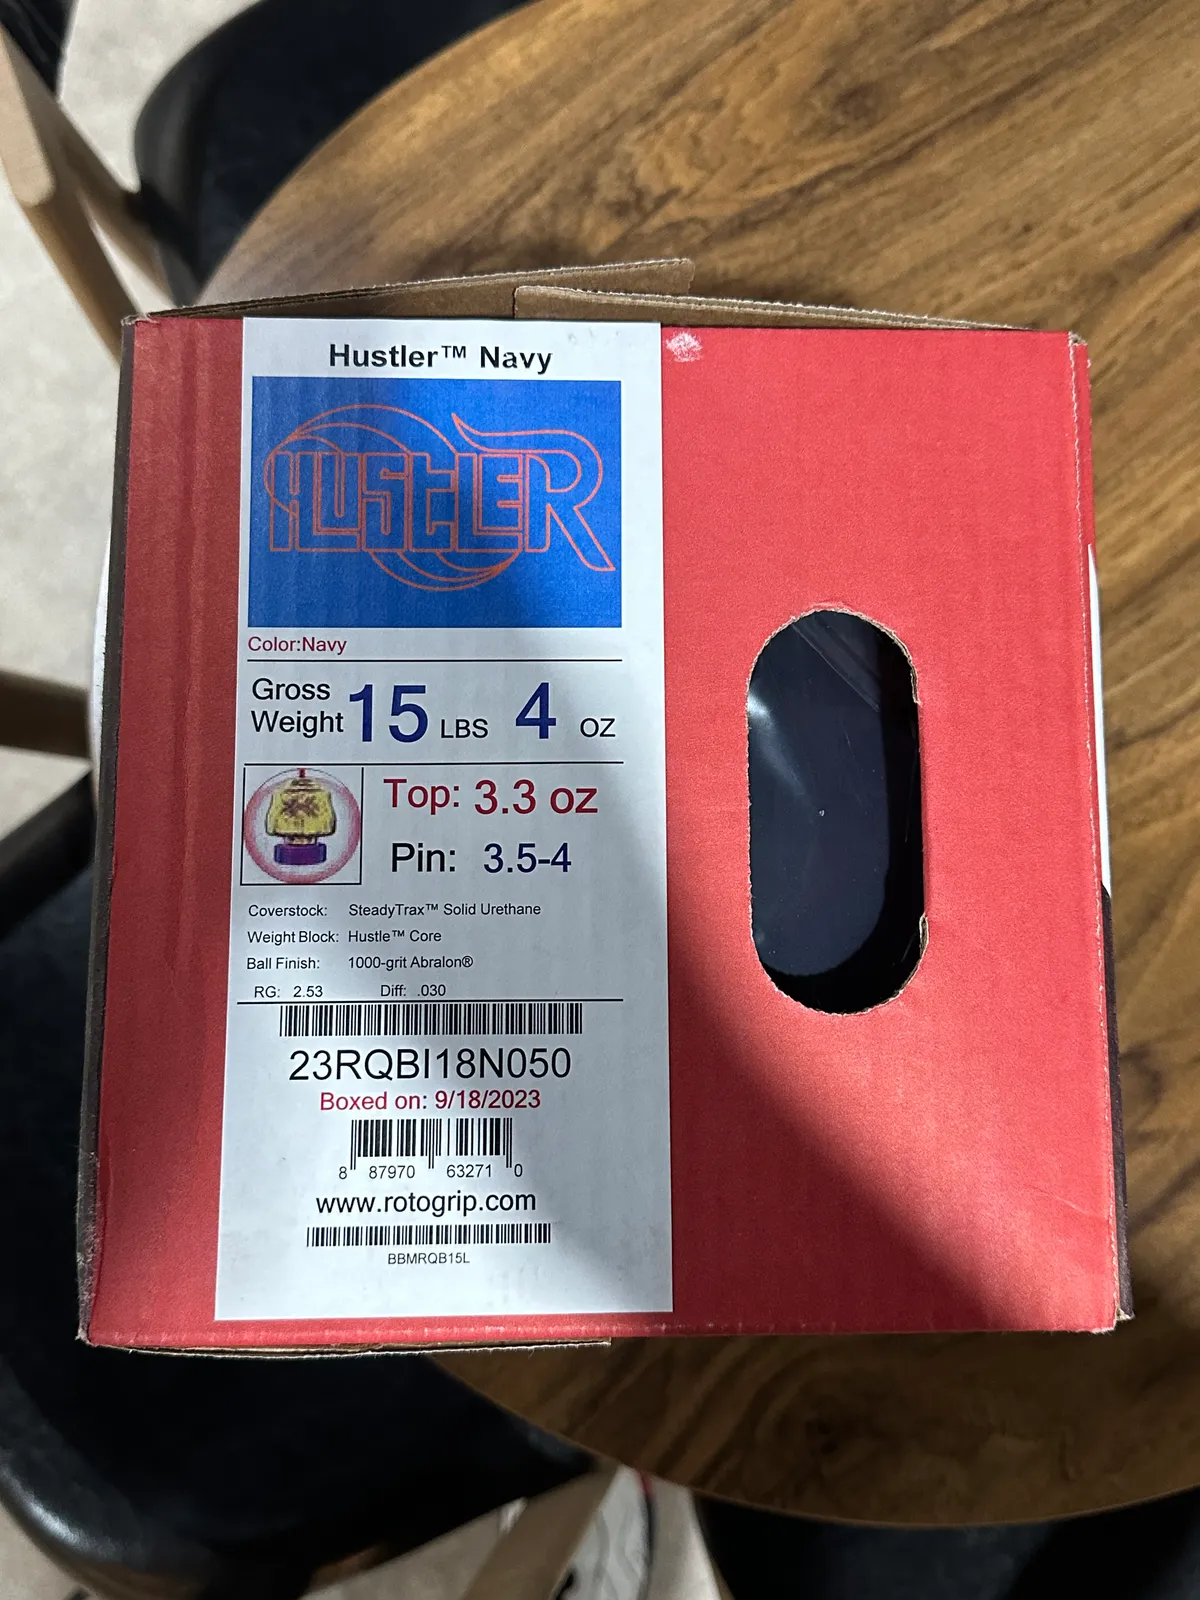 Hustler™ Navy
HUSTLER
Color:Navy
Gross Weight 15 LBS 4 OZ
Top: 3.3 oz
Pin: 3.5-4
Coverstock: SteadyTrax™ Solid Urethane
Weight Block: Hustle™ Core
Ball Finish: 1000-grit Abralon®
RG: 2.53 Diff: .030
23RQBI18N050
Boxed on: 9/18/2023
8 87970 63271 0
www.rotogrip.com
BBMRQB15L